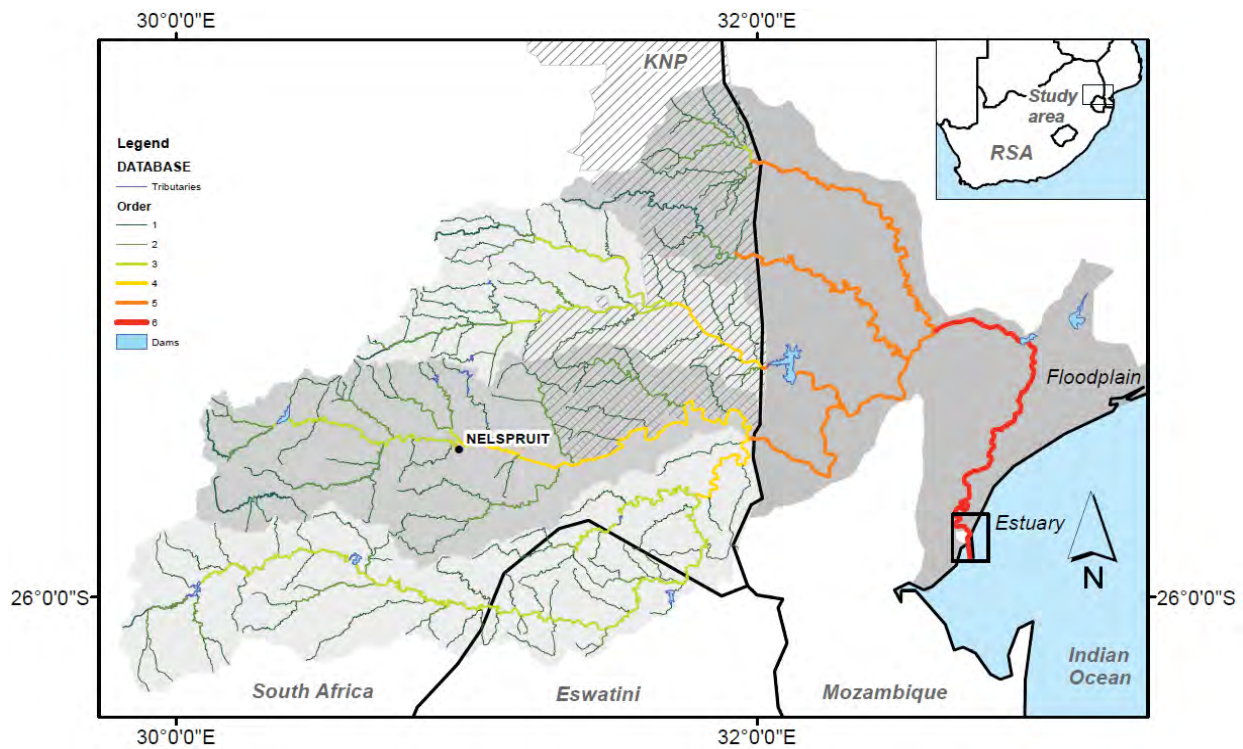 30°0'0"E
32°0'0"E
KNP
Study
area
RSA
Legend
DATABASE
Tributaries
Order
1
2
3
4
5
6
Dams
Floodplain
NELSPRUIT
Estuary
N
26°0'0"S
26°0'0"S
South Africa
Eswatini
Mozambique
Indian
Ocean
30°0'0"E
32°0'0"E